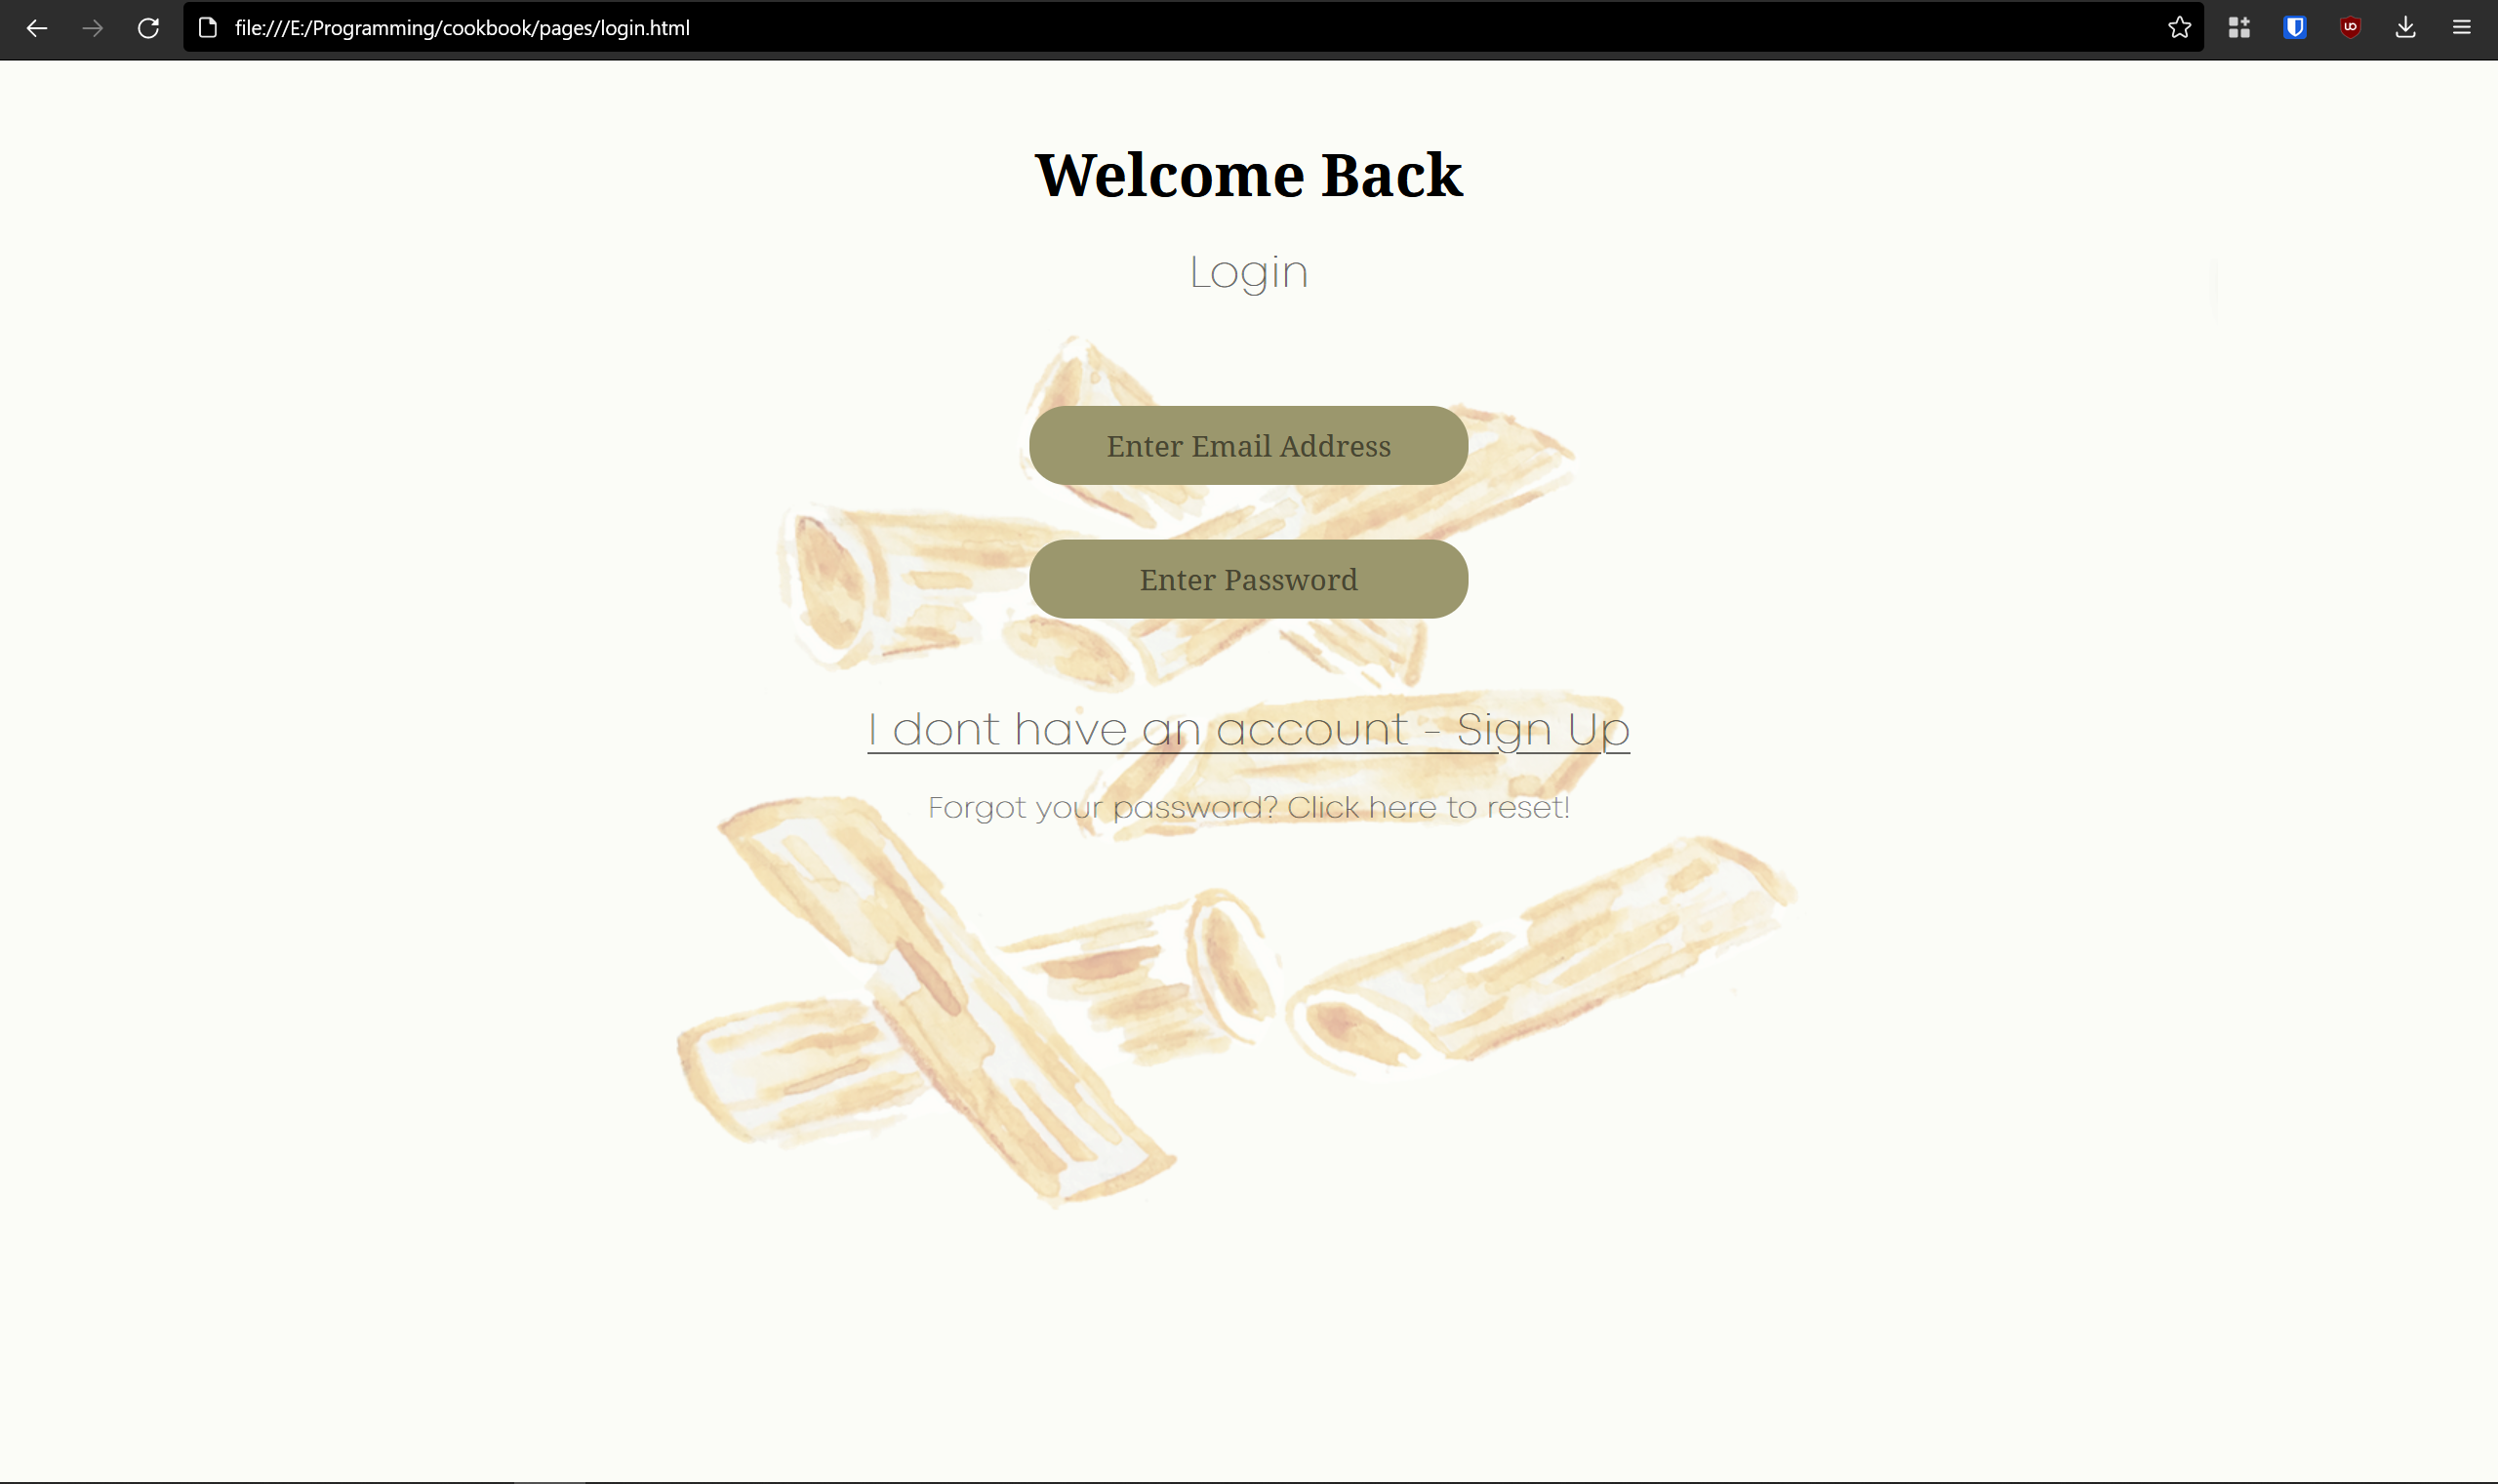 file:///E:/Programming/cookbook/pages/login.html
Welcome Back
Login
Enter Email Address
Enter Password
I dont have an account - Sign Up
Forgot your password? Click here to reset!